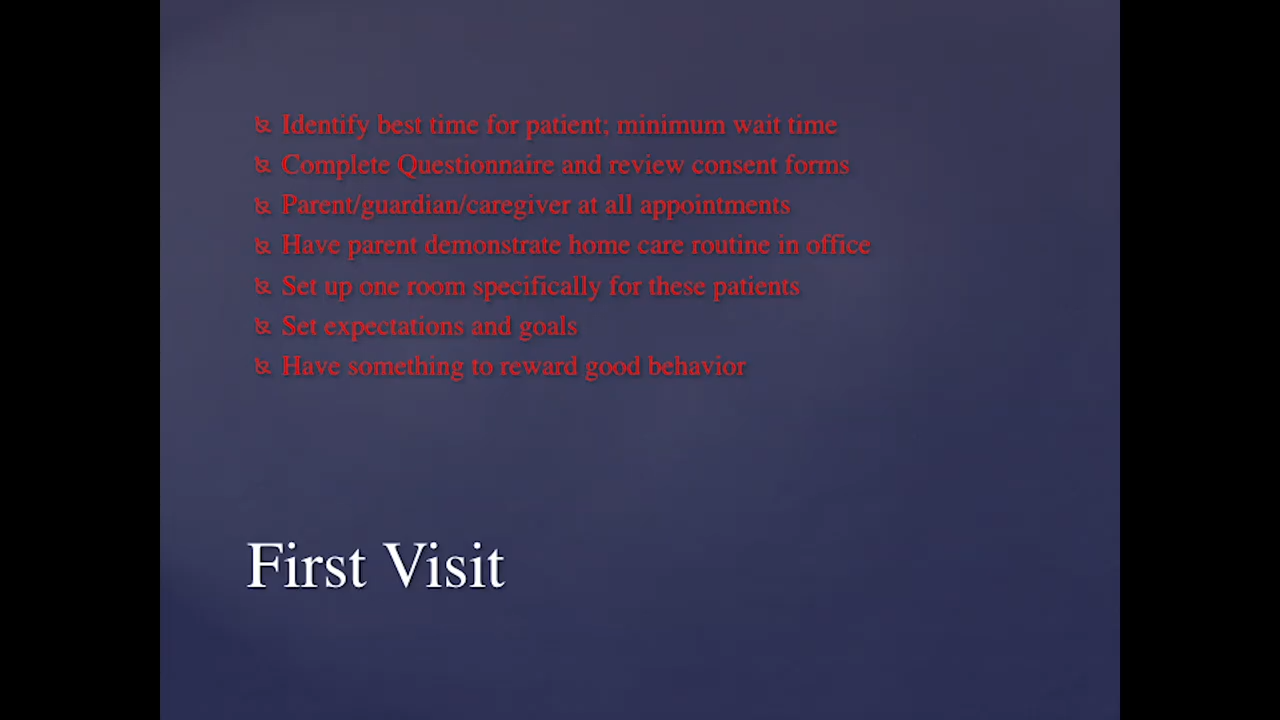 Identify best time for patient; minimum wait time
Complete Questionnaire and review consent forms
Parent/guardian/caregiver at all appointments
Have parent demonstrate home care routine in office
Set up one room specifically for these patients
Set expectations and goals
Have something to reward good behavior
First Visit